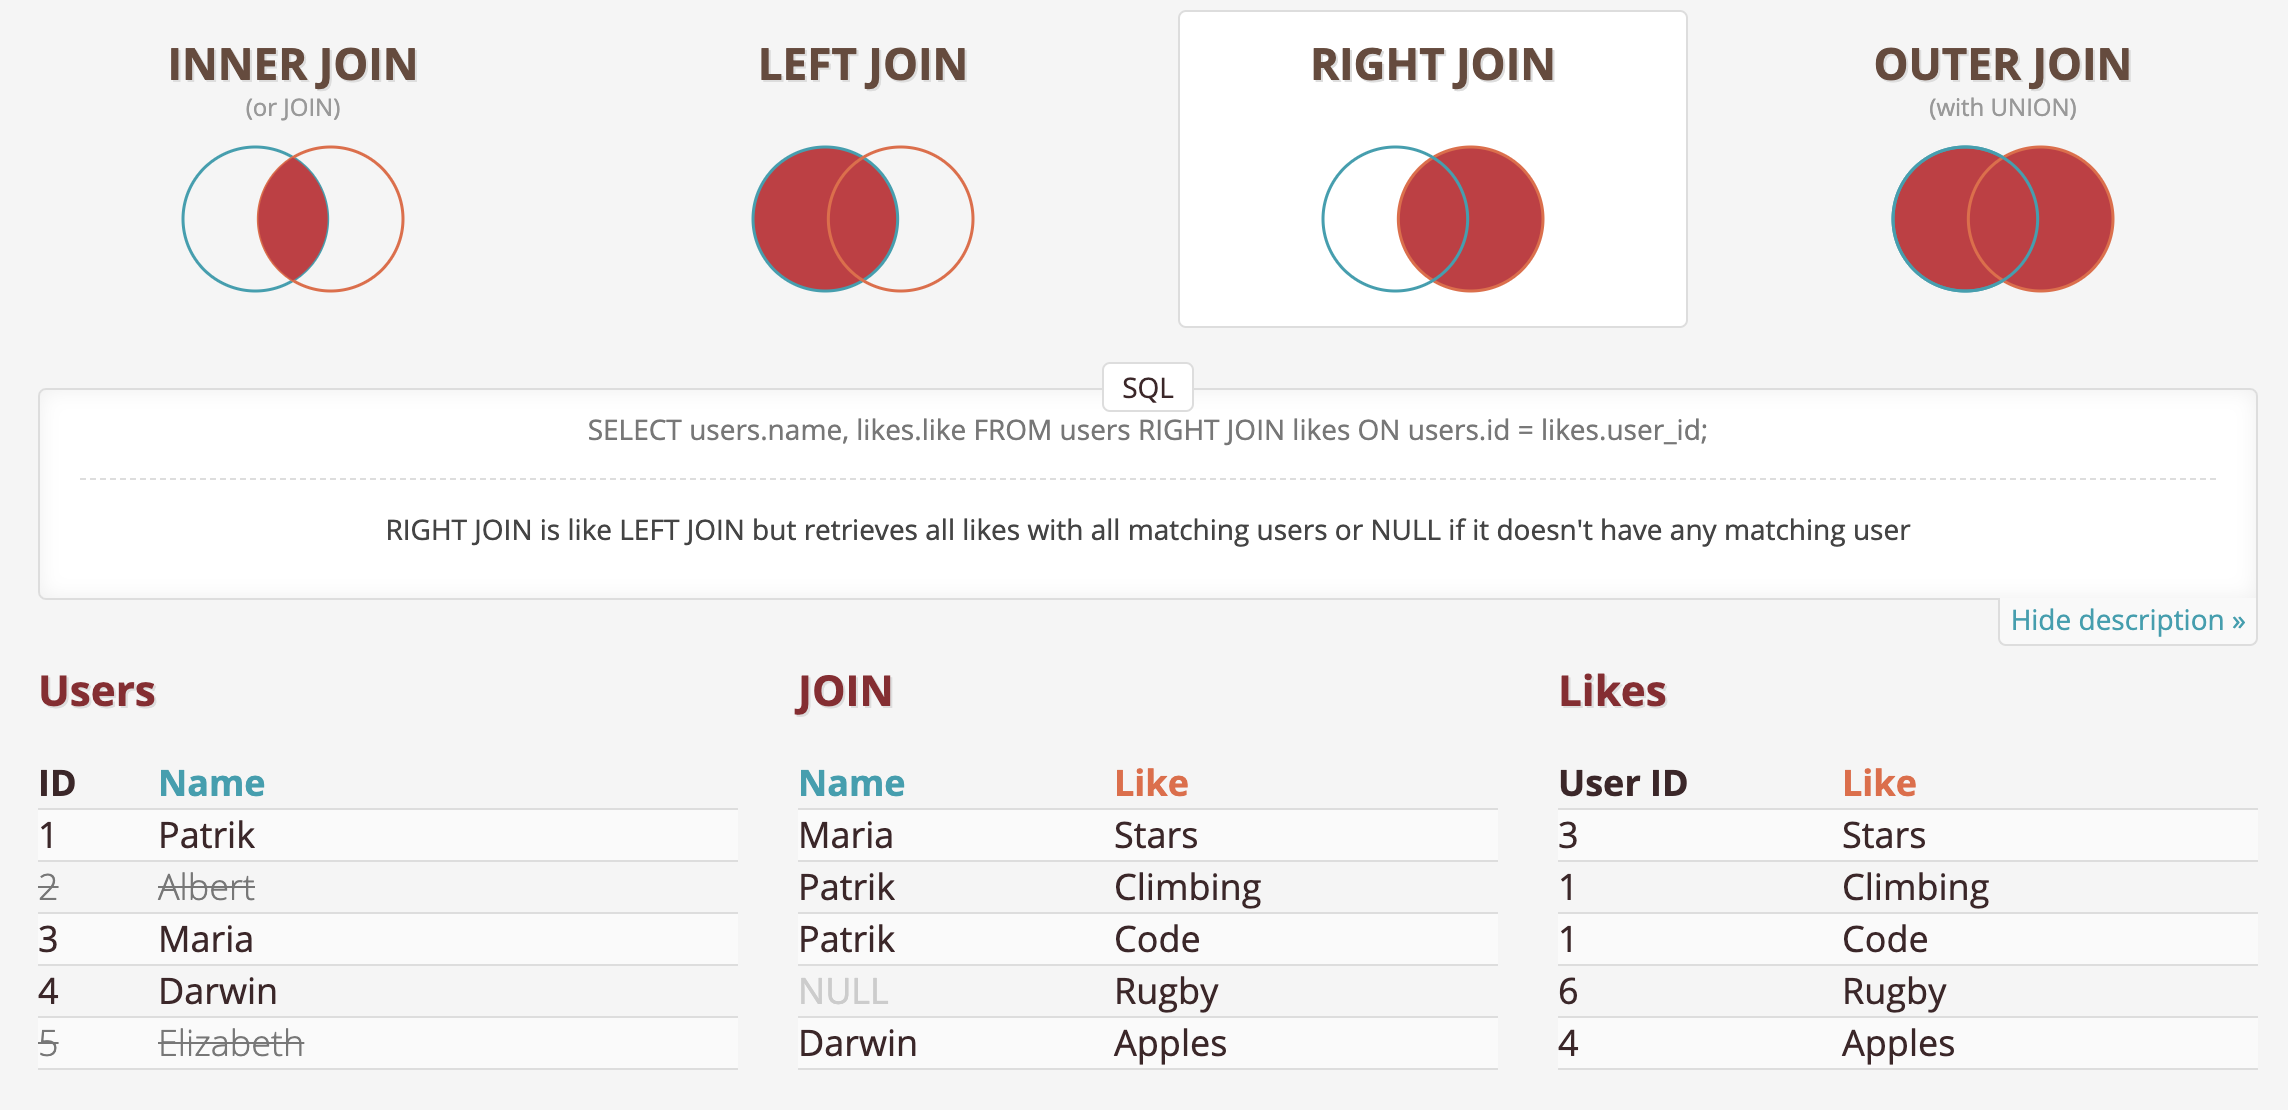 INNER JOIN
(or JOIN)
LEFT JOIN
RIGHT JOIN
OUTER JOIN
(with UNION)
SQL
SELECT users.name, likes.like FROM users RIGHT JOIN likes ON users.id = likes.user_id;
RIGHT JOIN is like LEFT JOIN but retrieves all likes with all matching users or NULL if it doesn't have any matching user
Hide description »
Users
ID Name
1 Patrik
2 Albert
3 Maria
4 Darwin
5 Elizabeth
JOIN
Name Like
Maria Stars
Patrik Climbing
Patrik Code
NULL Rugby
Darwin Apples
Likes
User ID Like
3 Stars
1 Climbing
1 Code
6 Rugby
4 Apples